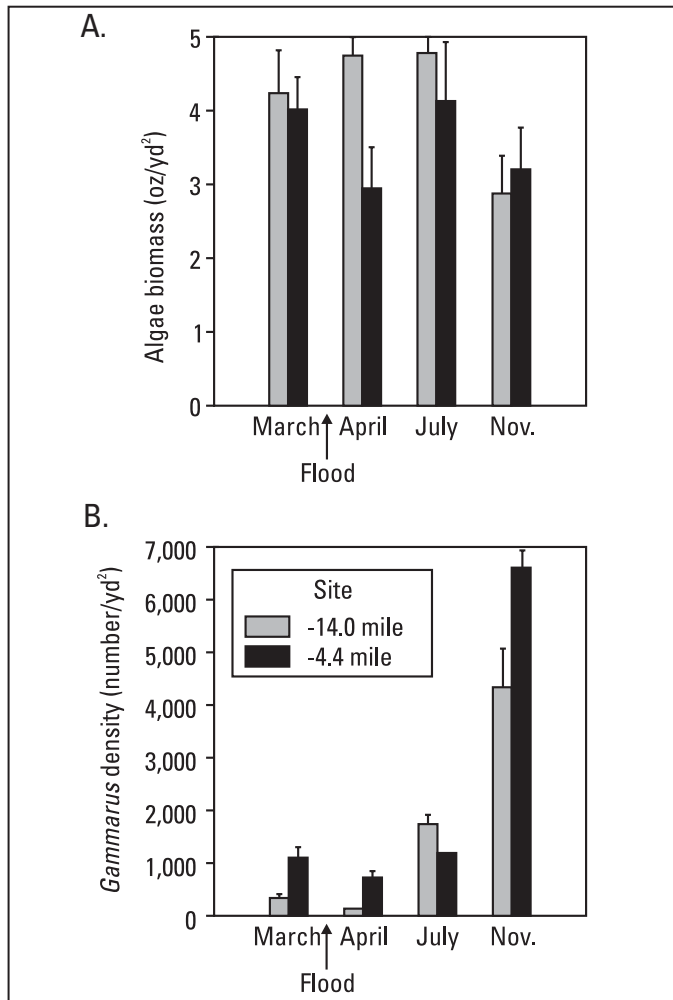 A.
Algae biomass (oz/yd²)
5
4
3
2
1
0
March April July Nov.
Flood
B.
Gammarus density (number/yd²)
7,000
6,000
5,000
4,000
3,000
2,000
1,000
0
Site
-14.0 mile
-4.4 mile
March April July Nov.
Flood